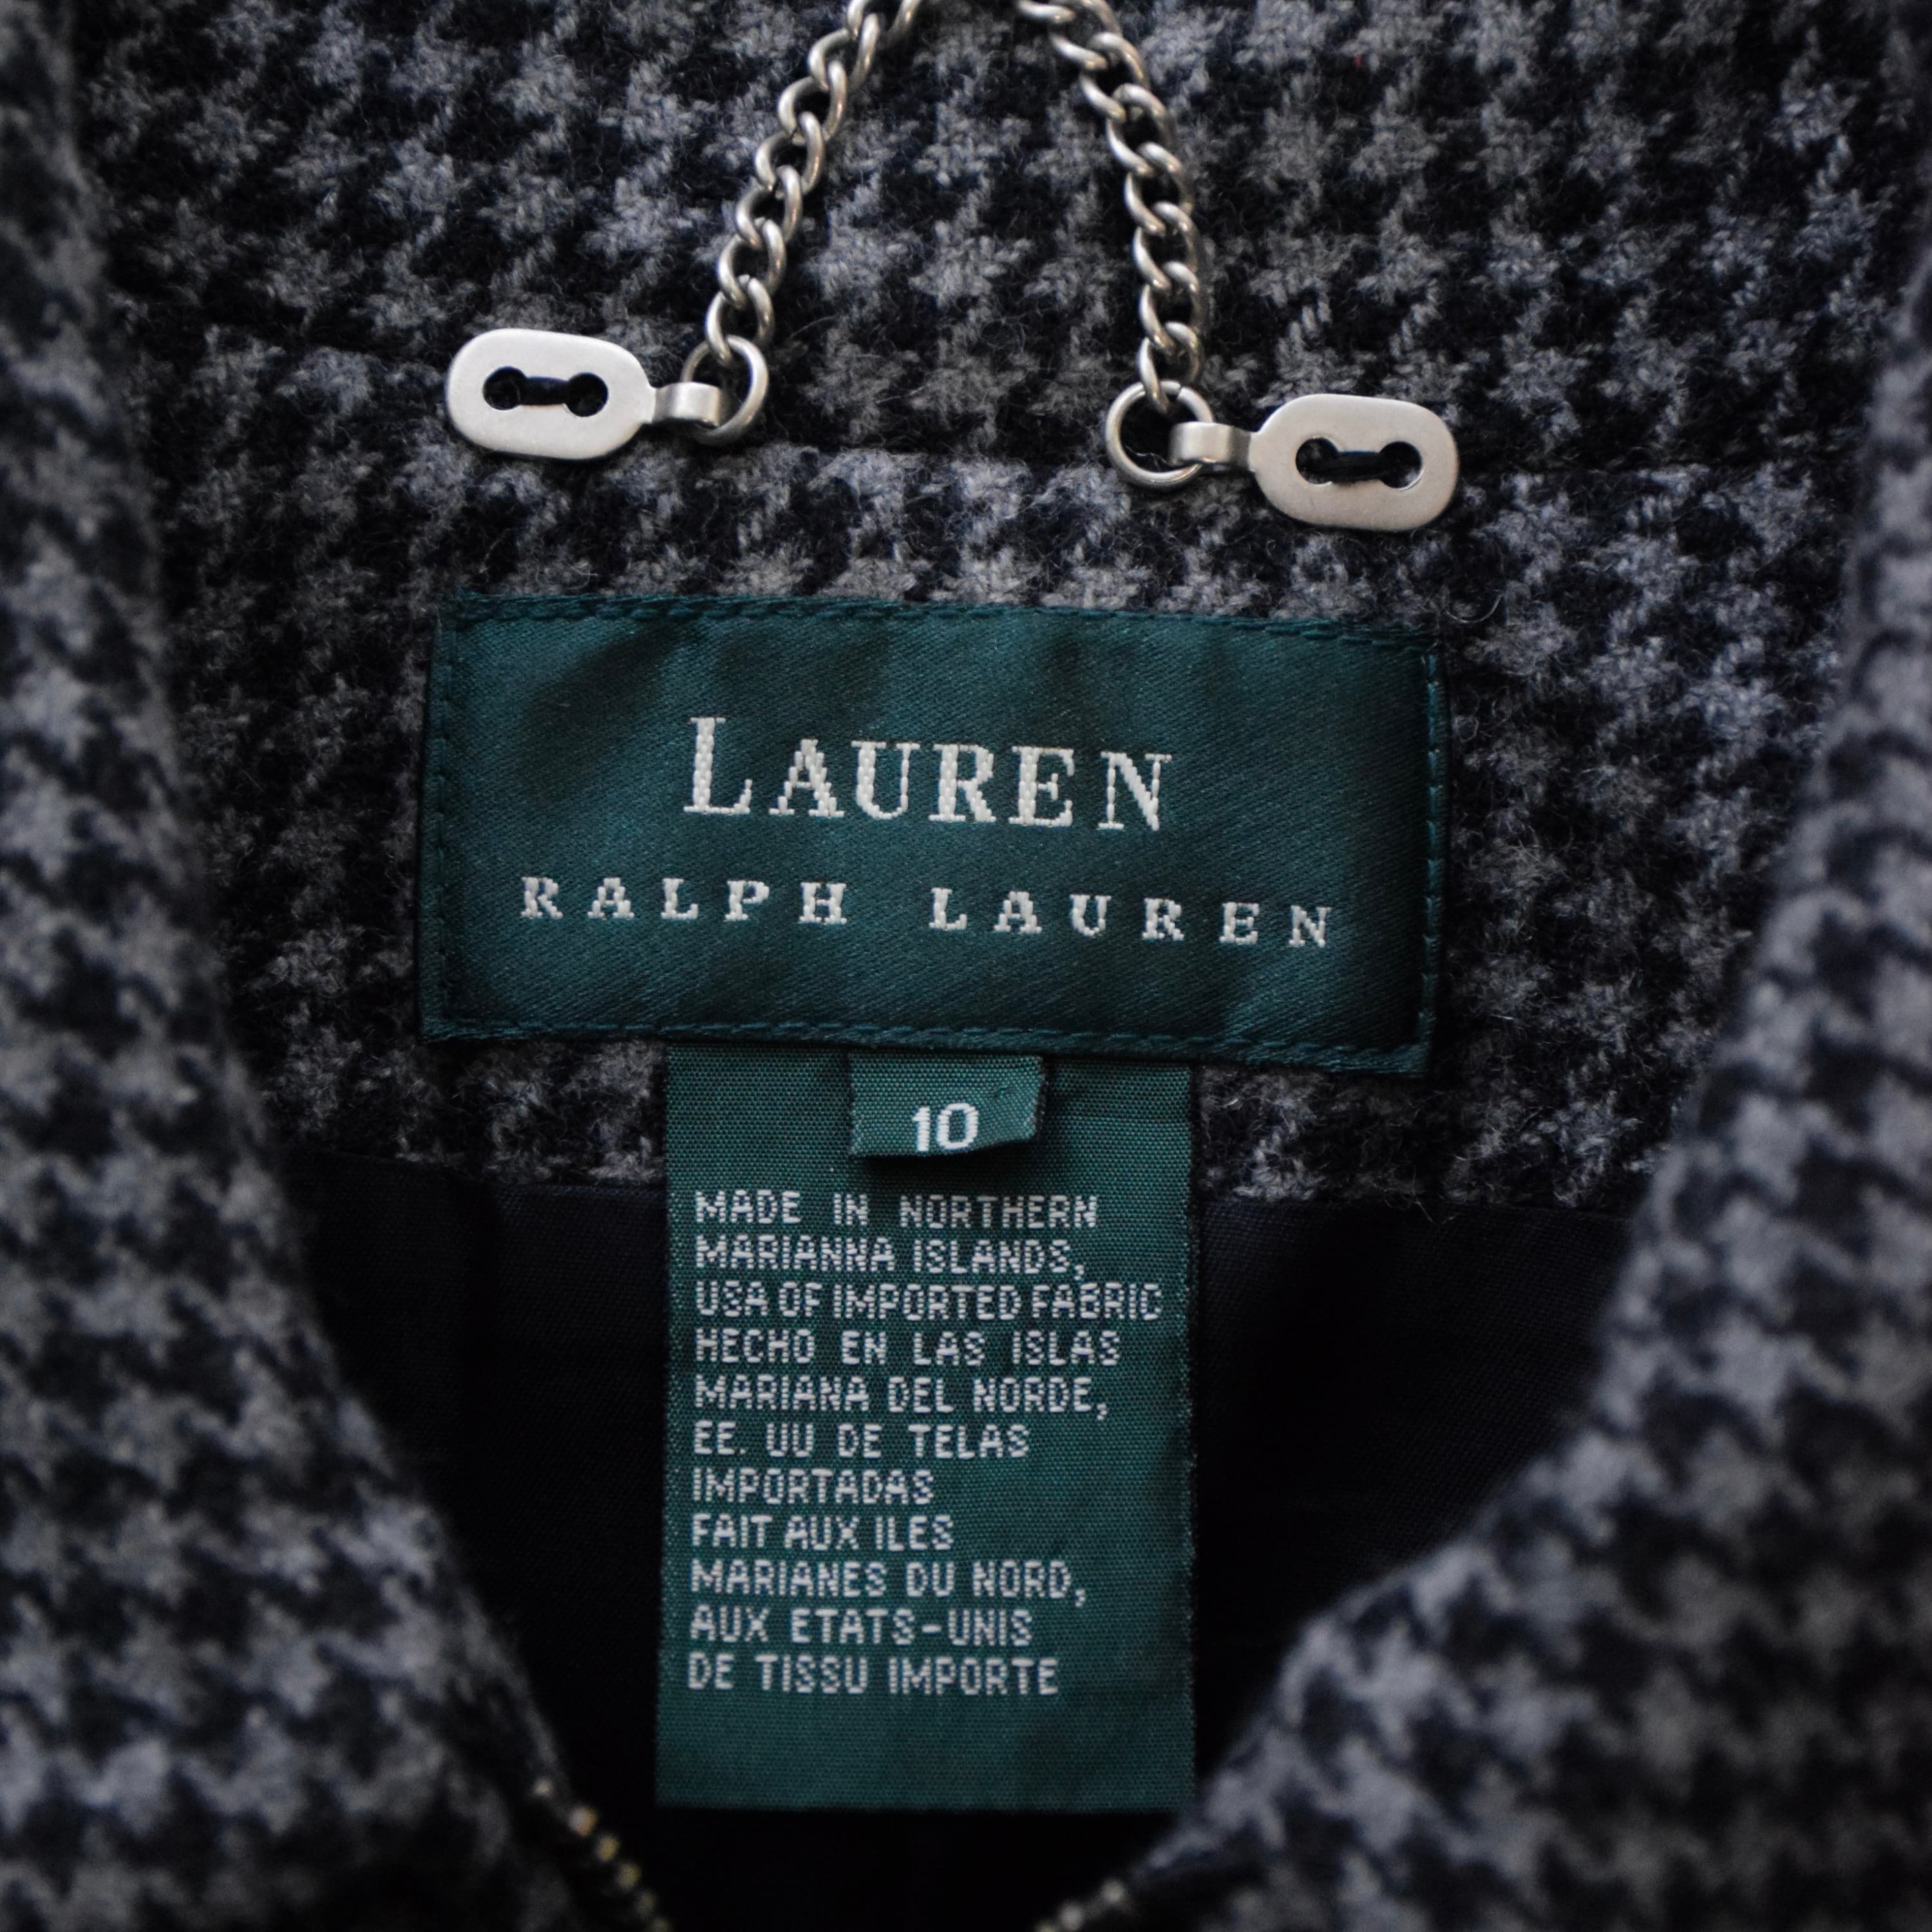 LAUREN
RALPH LAUREN
10
MADE IN NORTHERN
MARIANNA ISLANDS,
USA OF IMPORTED FABRIC
HECHO EN LAS ISLAS
MARIANA DEL NORDE,
EE. UU DE TELAS
IMPORTADAS
FAIT AUX ILES
MARIANES DU NORD,
AUX ETATS-UNIS
DE TISSU IMPORTE